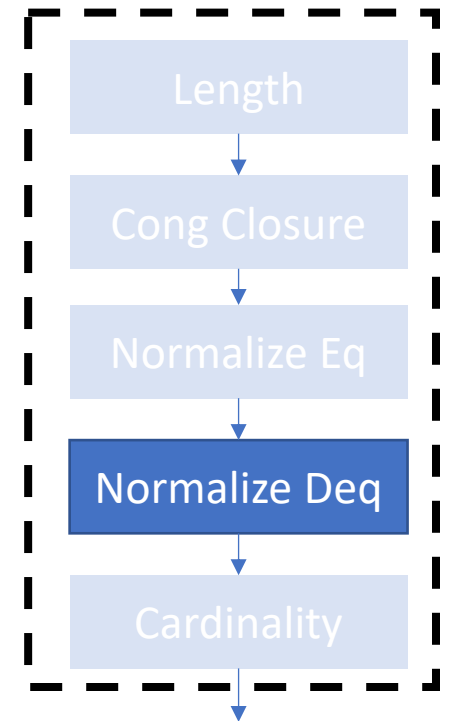 Length
Cong Closure
Normalize Eq
Normalize Deq
Cardinality